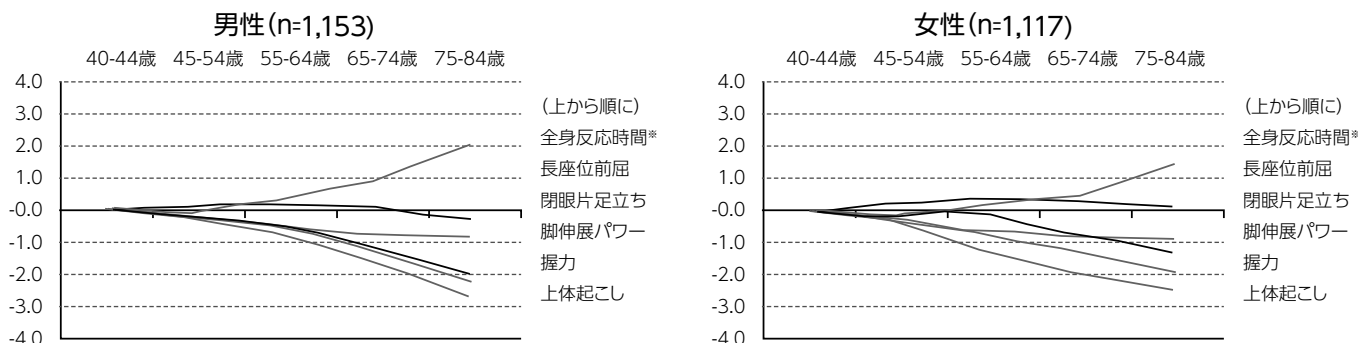 男性(n=1,153)
40-44歳 45-54歳 55-64歳 65-74歳 75-84歳
4.0
3.0
2.0
1.0
-0.0
-1.0
-2.0
-3.0
-4.0
(上から順に)
全身反応時間※
長座位前屈
閉眼片足立ち
脚伸展パワー
握力
上体起こし
女性(n=1,117)
40-44歳 45-54歳 55-64歳 65-74歳 75-84歳
4.0
3.0
2.0
1.0
-0.0
-1.0
-2.0
-3.0
-4.0
(上から順に)
全身反応時間※
長座位前屈
閉眼片足立ち
脚伸展パワー
握力
上体起こし